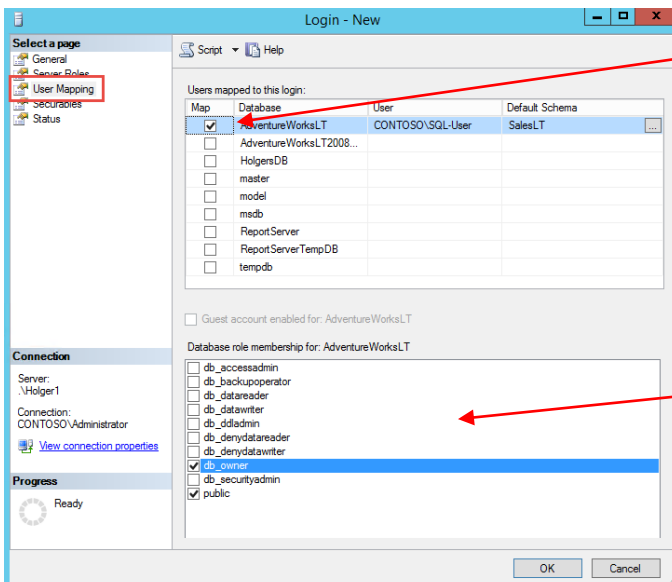 Login - New
Select a page
General
Server Roles
User Mapping
Securables
Status
Script Help
Users mapped to this login:
Map Database User Default Schema
AdventureWorksLT CONTOSO\SQL-User SalesLT ...
AdventureWorksLT2008...
HolgersDB
master
model
msdb
ReportServer
ReportServerTempDB
tempdb
Guest account enabled for: AdventureWorksLT
Database role membership for: AdventureWorksLT
db_accessadmin
db_backupoperator
db_datareader
db_datawriter
db_ddladmin
db_denydatareader
db_denydatawriter
db_owner
db_securityadmin
public
Connection
Server:
.\Holger1
Connection:
CONTOSO\Administrator
View connection properties
Progress
Ready
OK Cancel